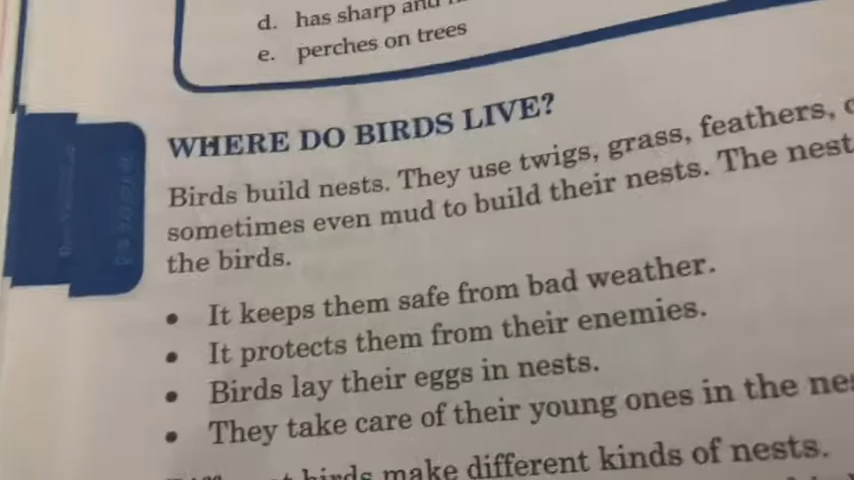 d. has sharp and
e. perches on trees
WHERE DO BIRDS LIVE?
Birds build nests. They use twigs, grass, feathers,
sometimes even mud to build their nests. The nest
the birds.
• It keeps them safe from bad weather.
• It protects them from their enemies.
• Birds lay their eggs in nests.
• They take care of their young ones in the
birds make different kinds of nests.